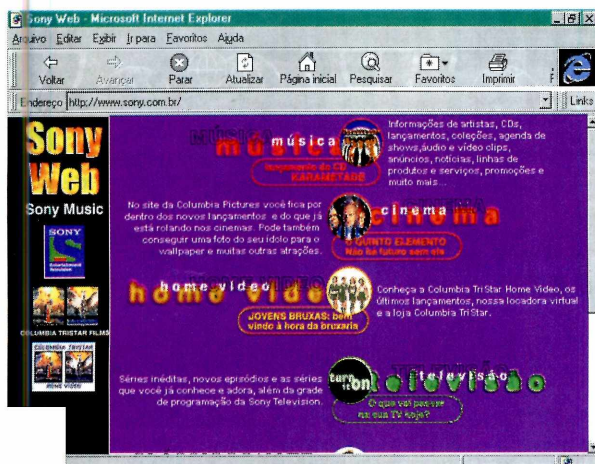 Sony Web - Microsoft Internet Explorer
Arquivo Editar Exibir Ir para Favoritos Ajuda
Voltar Avançar Parar Atualizar Página inicial Pesquisar Favoritos Imprimir F
Endereço http://www.sony.com.br/ Links
Sony
Web
Sony Music
SONY
Entertainment
Television
COLUMBIA TRISTAR FILMS
COLUMBIA TRISTAR
HOME VIDEO
música
lançamento do CD
KARAMETADE
Informações de artistas, CDs,
lançamentos, coleções, agenda de
shows,áudio e vídeo clips,
anúncios, notícias, linhas de
produtos e serviços, promoções e
muito mais...
No site da Columbia Pictures você fica por
dentro dos novos lançamentos e do que já
está rolando nos cinemas. Pode também
conseguir uma foto do seu ídolo para o
wallpaper e muitas outras atrações.
cinema
O QUINTO ELEMENTO
Não há futuro sem ele
home video
JOVENS BRUXAS: bem
vindo à hora da bruxaria
Conheça a Columbia TriStar Home Video, os
últimos lançamentos, nossa locadora virtual
e a loja Columbia TriStar.
Séries inéditas, novos episódios e as séries
que você já conhece e adora, além da grade
de programação da Sony Television.
turn
it on!
televisão
O que vai passar
na sua TV hoje?